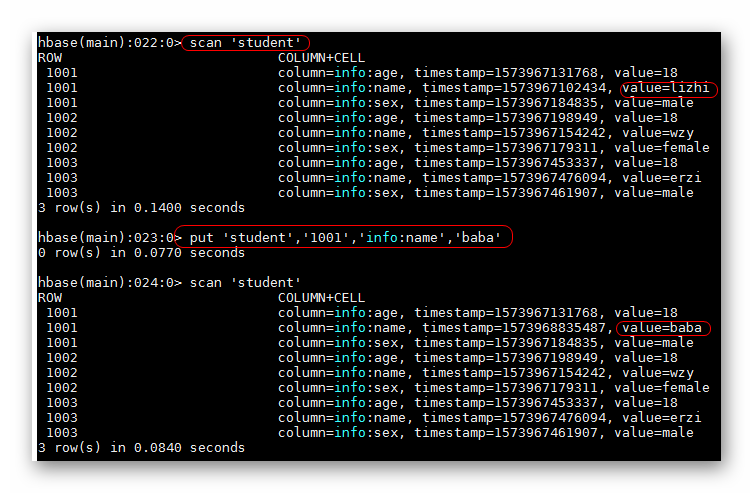 hbase(main):022:0> scan 'student'
ROW COLUMN+CELL
1001 column=info:age, timestamp=1573967131768, value=18
1001 column=info:name, timestamp=1573967102434, value=lizhi
1001 column=info:sex, timestamp=1573967184835, value=male
1002 column=info:age, timestamp=1573967198949, value=18
1002 column=info:name, timestamp=1573967154242, value=wzy
1002 column=info:sex, timestamp=1573967179311, value=female
1003 column=info:age, timestamp=1573967453337, value=18
1003 column=info:name, timestamp=1573967476094, value=erzi
1003 column=info:sex, timestamp=1573967461907, value=male
3 row(s) in 0.1400 seconds
hbase(main):023:0> put 'student','1001','info:name','baba'
0 row(s) in 0.0770 seconds
hbase(main):024:0> scan 'student'
ROW COLUMN+CELL
1001 column=info:age, timestamp=1573967131768, value=18
1001 column=info:name, timestamp=1573968835487, value=baba
1001 column=info:sex, timestamp=1573967184835, value=male
1002 column=info:age, timestamp=1573967198949, value=18
1002 column=info:name, timestamp=1573967154242, value=wzy
1002 column=info:sex, timestamp=1573967179311, value=female
1003 column=info:age, timestamp=1573967453337, value=18
1003 column=info:name, timestamp=1573967476094, value=erzi
1003 column=info:sex, timestamp=1573967461907, value=male
3 row(s) in 0.0840 seconds